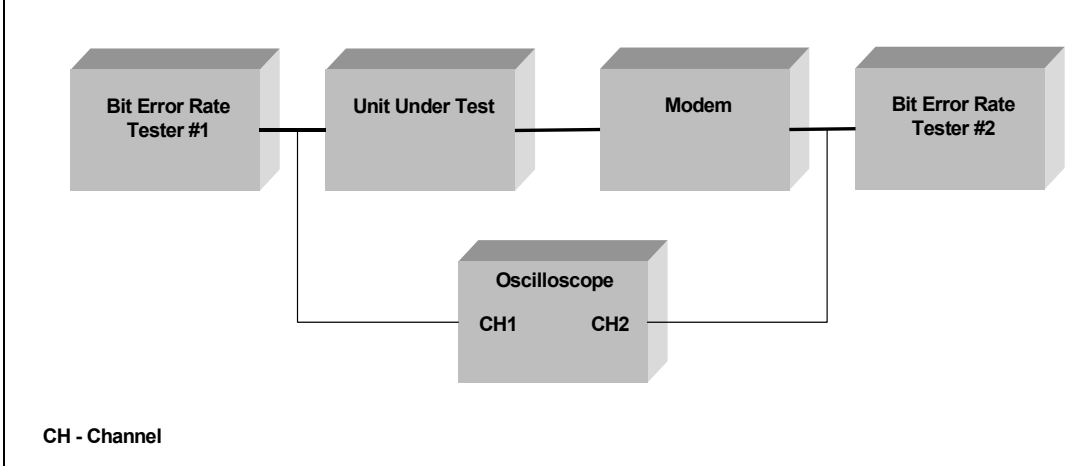 Bit Error Rate
Tester #1
Unit Under Test
Modem
Bit Error Rate
Tester #2
Oscilloscope
CH1
CH2
CH - Channel